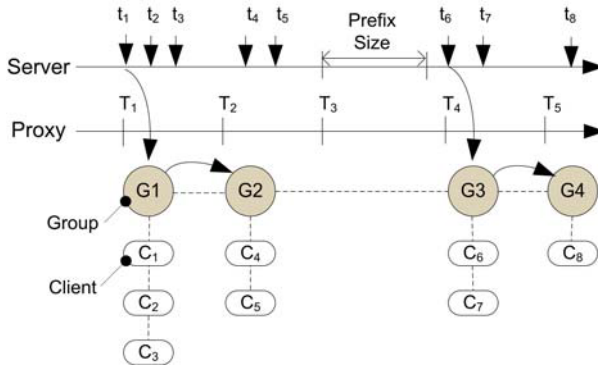 t1 t2 t3 t4 t5 Prefix Size t6 t7 t8
Server
T1 T2 T3 T4 T5
Proxy
G1 G2 G3 G4
Group
C1 C4 C6 C8
Client
C2 C5 C7
C3